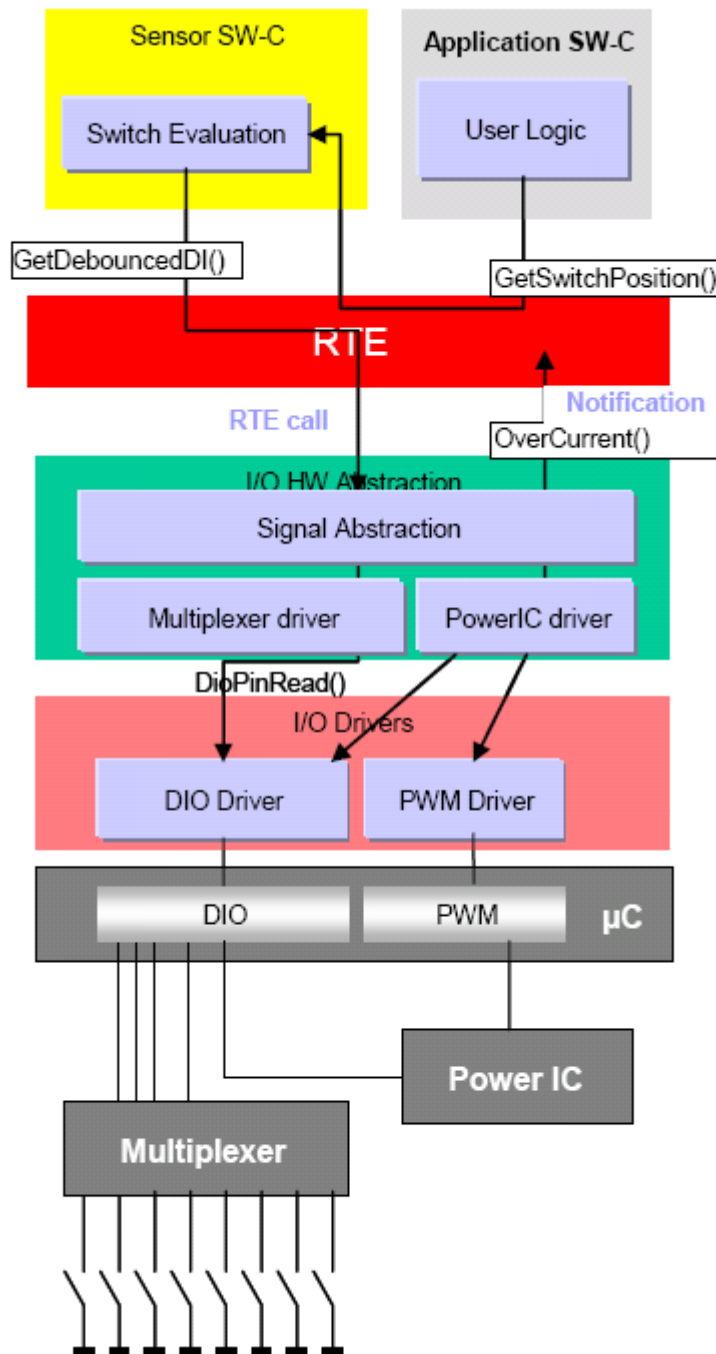 Sensor SW-C
Application SW-C
Switch Evaluation
User Logic
GetDebouncedDI()
GetSwitchPosition()
RTE
RTE call
Notification
OverCurrent()
I/O HW Abstraction
Signal Abstraction
Multiplexer driver
PowerIC driver
DioPinRead()
I/O Drivers
DIO Driver
PWM Driver
DIO
PWM
µC
Power IC
Multiplexer